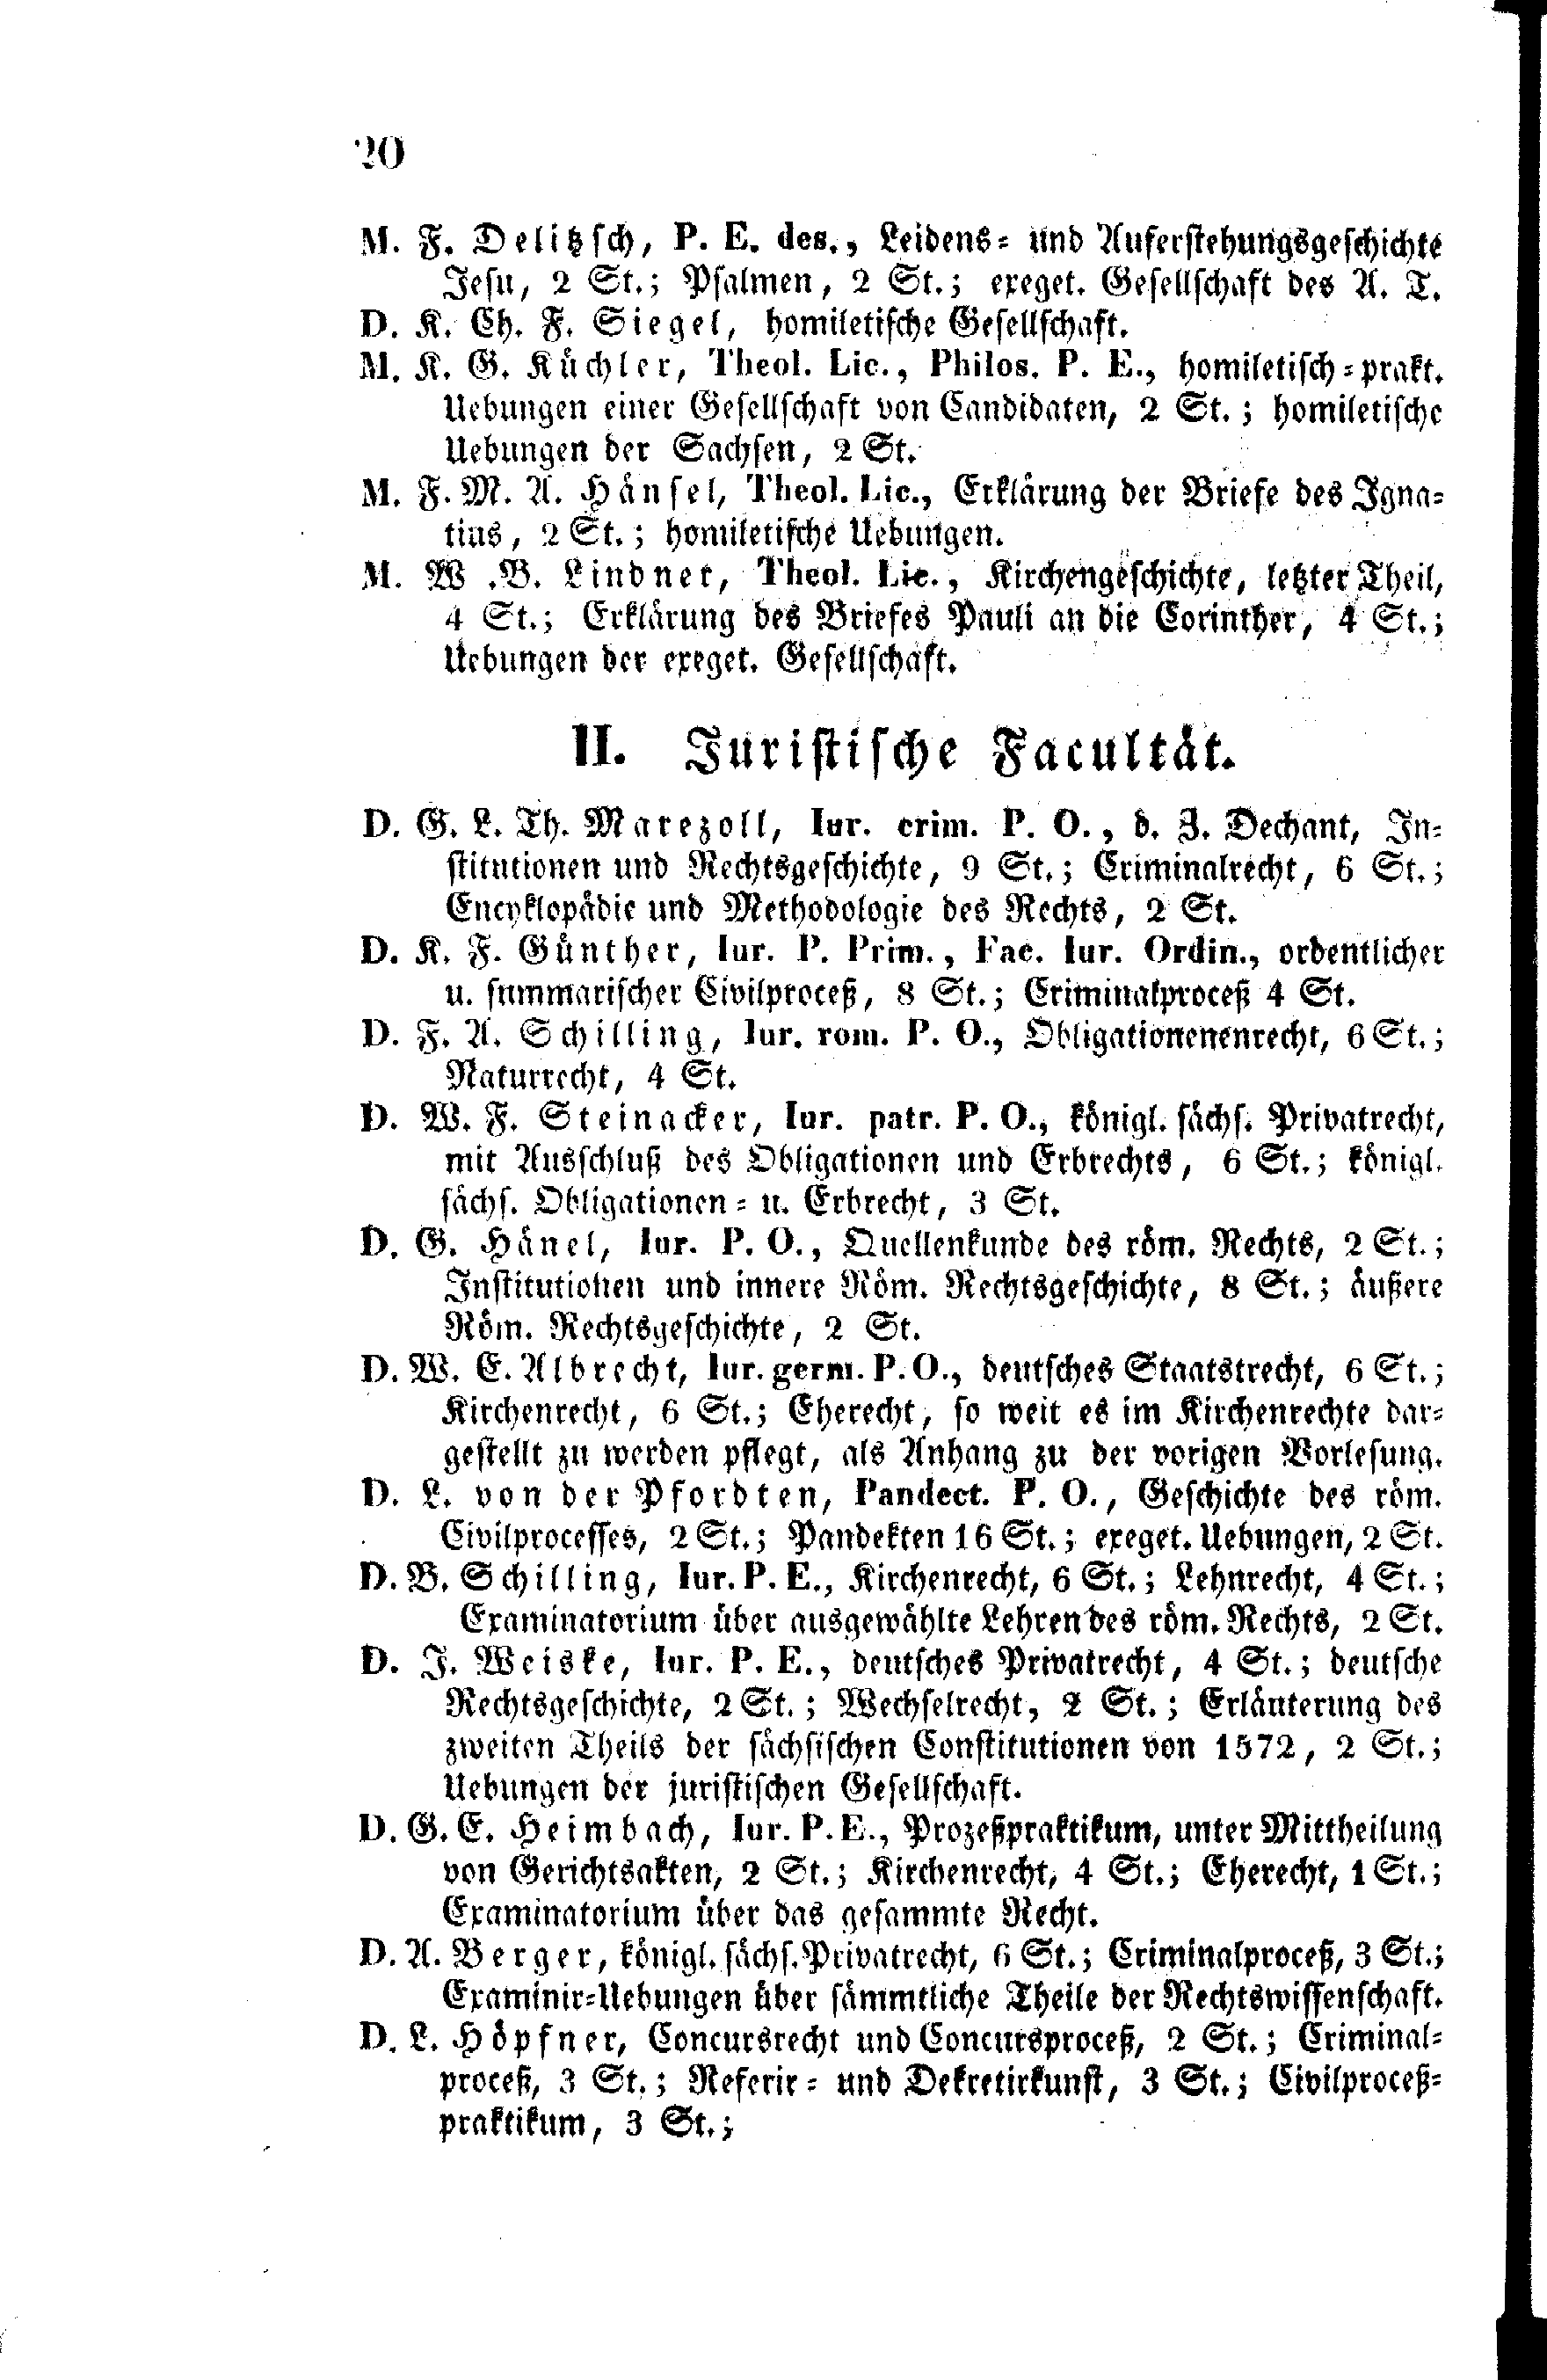 20
M. F. Delitzsch, P. E. des., Leidens- und Auferstehungsgeschichte
Jesu, 2 St.; Psalmen, 2 St.; exeget. Gesellschaft des A. T.
D. K. Ch. F. Siegel, homiletische Gesellschaft.
M. K. G. Küchler, Theol. Lic., Philos. P. E., homiletisch-prakt.
Uebungen einer Gesellschaft von Candidaten, 2 St.; homiletische
Uebungen der Sachsen, 2 St.
M. F. M. A. Hänsel, Theol. Lic., Erklärung der Briefe des Igna-
tius, 2 St.; homiletische Uebungen.
M. W .B. Lindner, Theol. Lic., Kirchengeschichte, letzter Theil,
4 St.; Erklärung des Briefes Pauli an die Corinther, 4 St.;
Uebungen der exeget. Gesellschaft.
II. Juristische Facultät.
D. G. L. Th. Marezoll, Iur. crim. P. O., d. Z. Dechant, In-
stitutionen und Rechtsgeschichte, 9 St.; Criminalrecht, 6 St.;
Encyklopädie und Methodologie des Rechts, 2 St.
D. K. F. Günther, Iur. P. Prim., Fac. Iur. Ordin., ordentlicher
u. summarischer Civilproceß, 8 St.; Criminalproceß 4 St.
D. F. A. Schilling, Iur. rom. P. O., Obligationenenrecht, 6 St.;
Naturrecht, 4 St.
D. W. F. Steinacker, Iur. patr. P. O., königl. sächs. Privatrecht,
mit Ausschluß des Obligationen und Erbrechts, 6 St.; königl.
sächs. Obligationen- u. Erbrecht, 3 St.
D. G. Hänel, Iur. P. O., Quellenkunde des röm. Rechts, 2 St.;
Institutionen und innere Röm. Rechtsgeschichte, 8 St.; äußere
Röm. Rechtsgeschichte, 2 St.
D. W. E. Albrecht, Iur. germ. P. O., deutsches Staatstrecht, 6 St.;
Kirchenrecht, 6 St.; Eherecht, so weit es im Kirchenrechte dar-
gestellt zu werden pflegt, als Anhang zu der vorigen Vorlesung.
D. L. von der Pfordten, Pandect. P. O., Geschichte des röm.
Civilprocesses, 2 St.; Pandekten 16 St.; exeget. Uebungen, 2 St.
D. B. Schilling, Iur. P. E., Kirchenrecht, 6 St.; Lehnrecht, 4 St.;
Examinatorium über ausgewählte Lehren des röm. Rechts, 2 St.
D. J. Weiske, Iur. P. E., deutsches Privatrecht, 4 St.; deutsche
Rechtsgeschichte, 2 St.; Wechselrecht, 2 St.; Erläuterung des
zweiten Theils der sächsischen Constitutionen von 1572, 2 St.;
Uebungen der juristischen Gesellschaft.
D. G. E. Heimbach, Iur. P. E., Prozeßpraktikum, unter Mittheilung
von Gerichtsakten, 2 St.; Kirchenrecht, 4 St.; Eherecht, 1 St.;
Examinatorium über das gesammte Recht.
D. A. Berger, königl. sächs. Privatrecht, 6 St.; Criminalproceß, 3 St.;
Examinir-Uebungen über sämmtliche Theile der Rechtswissenschaft.
D. L. Höpfner, Concursrecht und Concursproceß, 2 St.; Criminal-
proceß, 3 St.; Referir- und Dekretirkunst, 3 St.; Civilproceß-
praktikum, 3 St.;